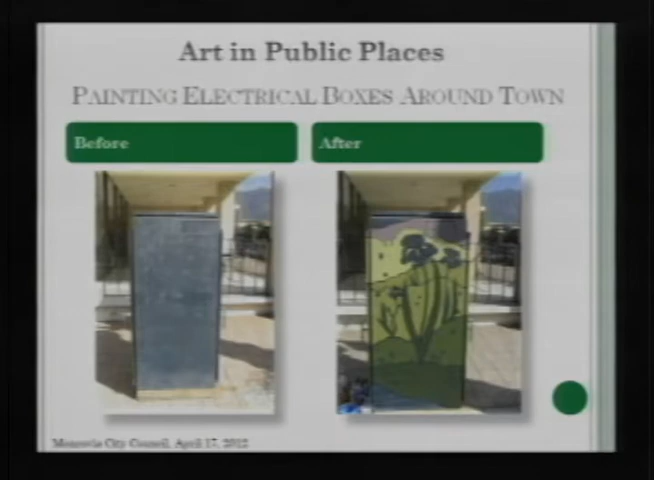 Art in Public Places
PAINTING ELECTRICAL BOXES AROUND TOWN
Before
After
Monrovia City Council, April 17, 2012